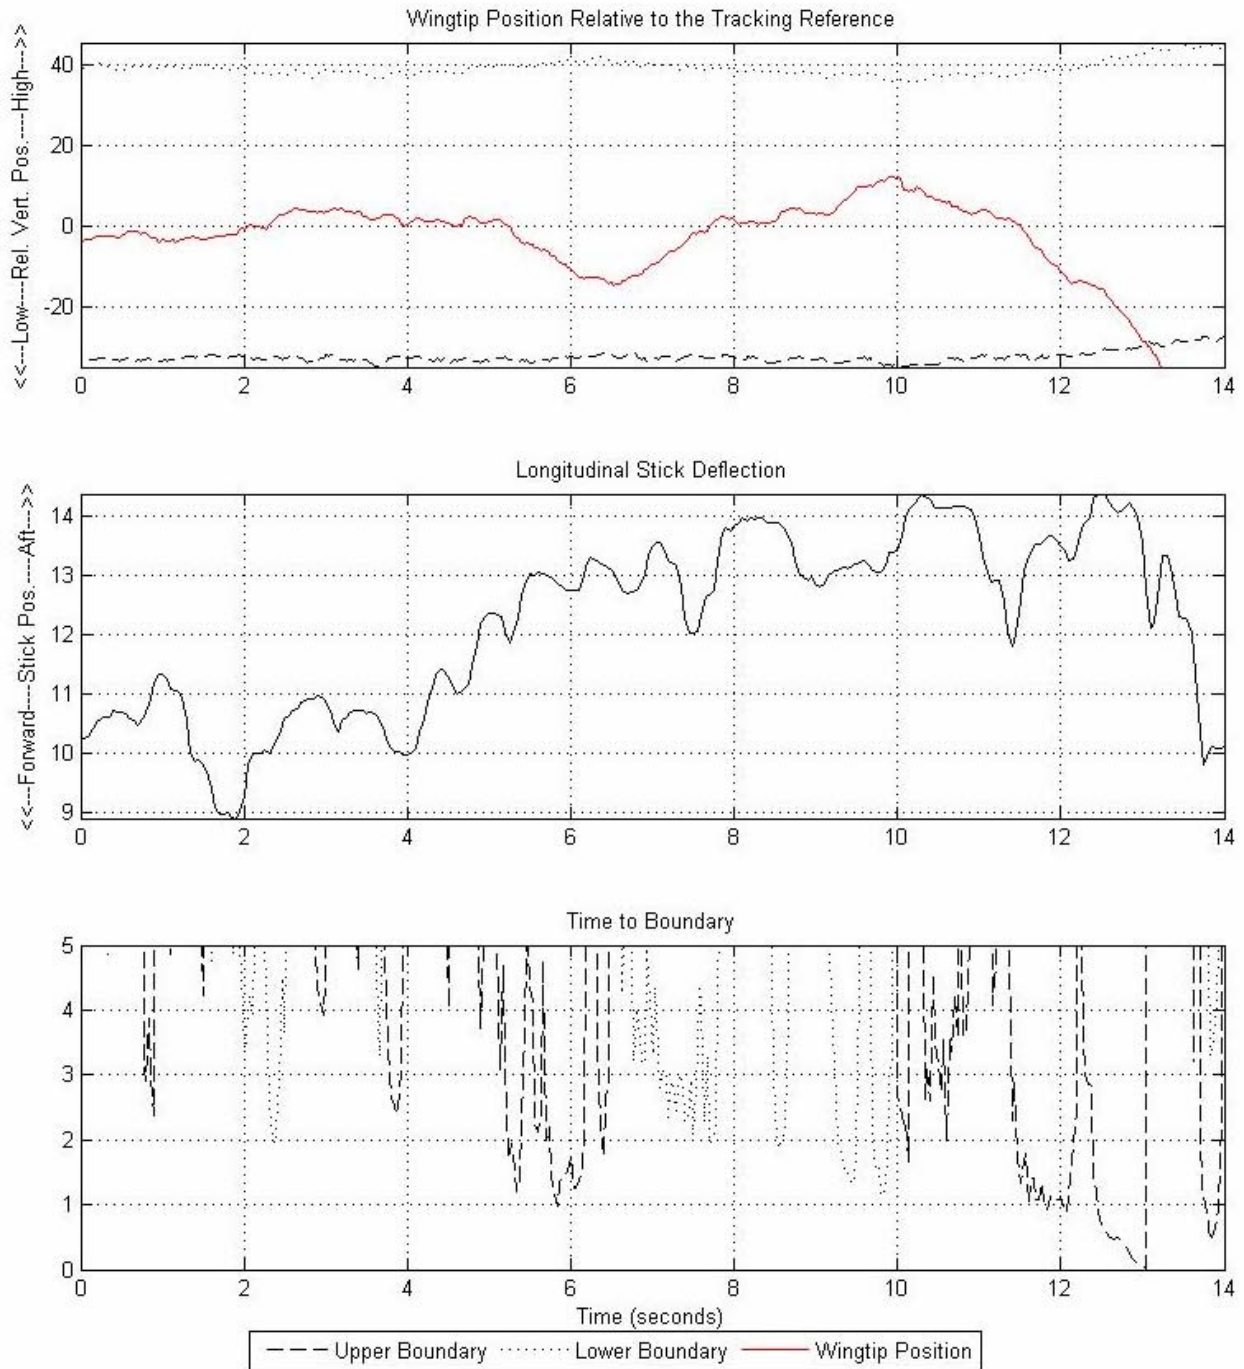 Wingtip Position Relative to the Tracking Reference
<<---Low---Rel. Vert. Pos.----High--->>
40
20
0
-20
0 2 4 6 8 10 12 14
Longitudinal Stick Deflection
<<---Forward----Stick Pos.----Aft--->>
14
13
12
11
10
9
0 2 4 6 8 10 12 14
Time to Boundary
5
4
3
2
1
0
0 2 4 6 8 10 12 14
Time (seconds)
Upper Boundary Lower Boundary Wingtip Position